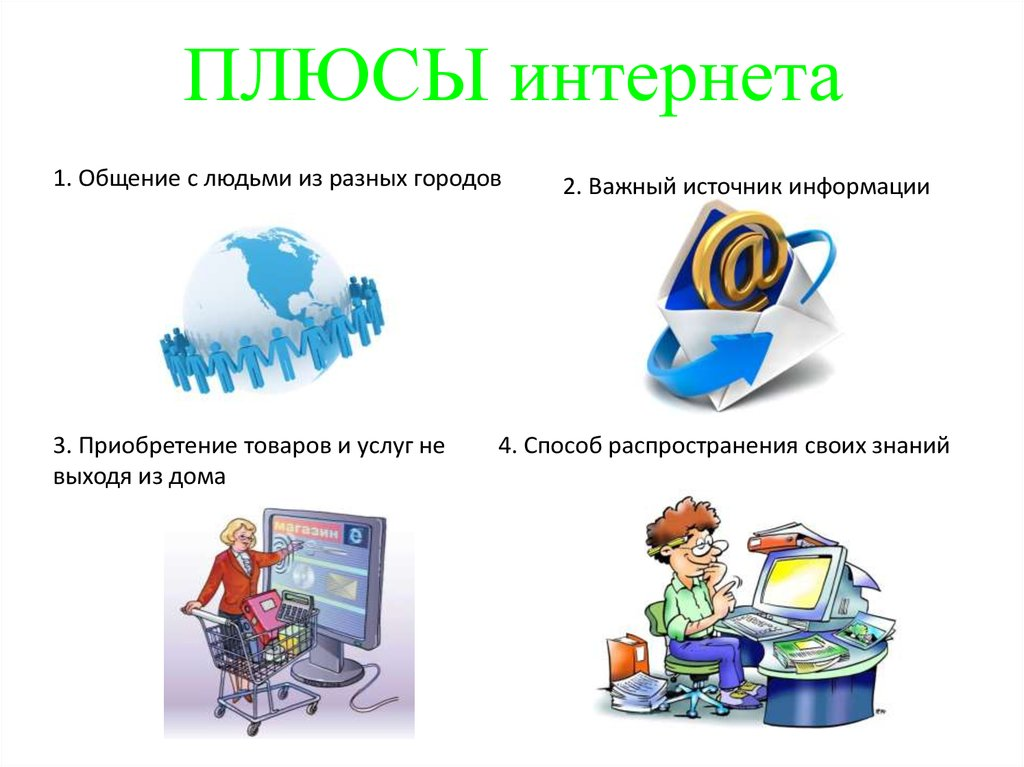 ПЛЮСЫ интернета
1. Общение с людьми из разных городов
2. Важный источник информации
3. Приобретение товаров и услуг не
выходя из дома
4. Способ распространения своих знаний
магазин